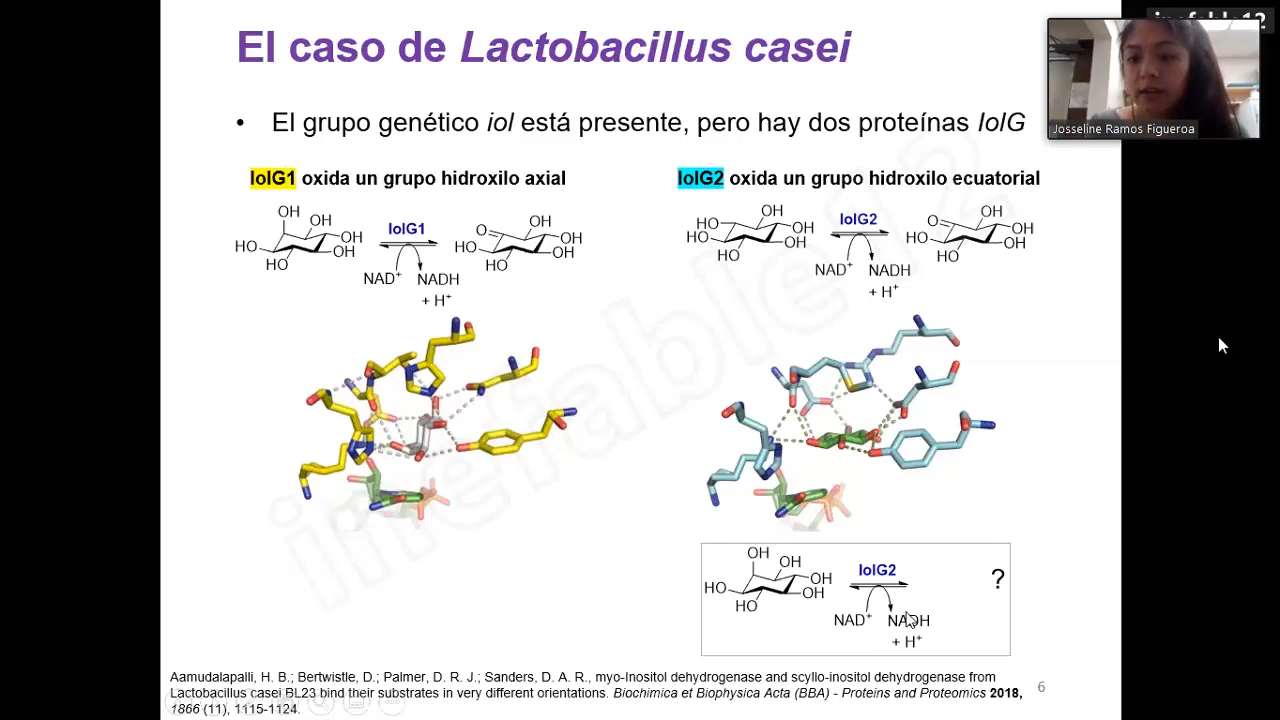 El caso de Lactobacillus casei
inefable12
Josseline Ramos Figueroa
• El grupo genético iol está presente, pero hay dos proteínas IolG
IolG1 oxida un grupo hidroxilo axial
OH
OH
HO
OH
OH
HO
IolG1
NAD+
NADH
+ H+
O
OH
HO
OH
OH
HO
IolG2 oxida un grupo hidroxilo ecuatorial
HO
OH
HO
OH
OH
HO
IolG2
NAD+
NADH
+ H+
O
OH
HO
OH
OH
HO
inefable12
OH
OH
HO
OH
OH
HO
IolG2
NAD+
NADH
+ H+
?
Aamudalapalli, H. B.; Bertwistle, D.; Palmer, D. R. J.; Sanders, D. A. R., myo-Inositol dehydrogenase and scyllo-inositol dehydrogenase from
Lactobacillus casei BL23 bind their substrates in very different orientations. Biochimica et Biophysica Acta (BBA) - Proteins and Proteomics 2018,
1866 (11), 1115-1124.
6